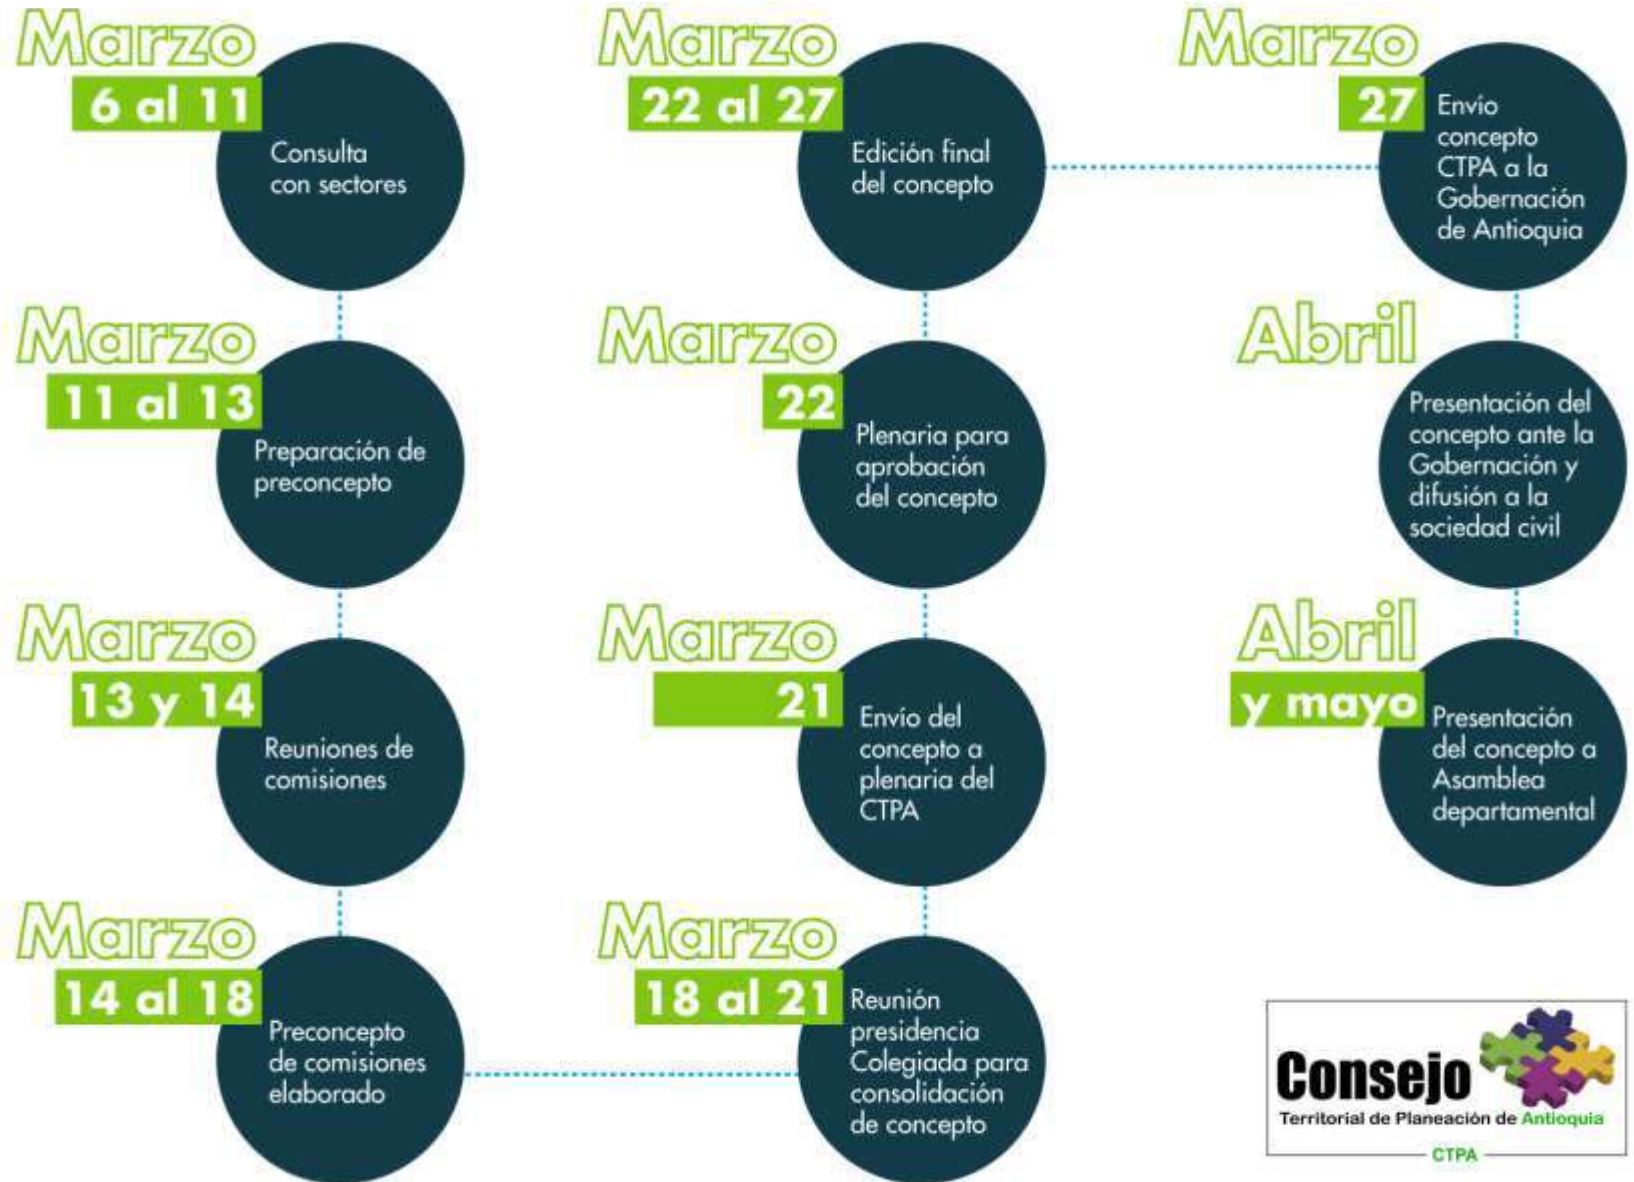 Marzo
6 al 11
Consulta
con sectores
Marzo
11 al 13
Preparación de
preconcepto
Marzo
13 y 14
Reuniones de
comisiones
Marzo
14 al 18
Preconcepto
de comisiones
elaborado
Marzo
18 al 21
Reunión
presidencia
Colegiada para
consolidación
de concepto
Marzo
21
Envío del
concepto a
plenaria del
CTPA
Marzo
22
Plenaria para
aprobación
del concepto
Marzo
22 al 27
Edición final
del concepto
Marzo
27
Envío
concepto
CTPA a la
Gobernación
de Antioquia
Abril
Presentación del
concepto ante la
Gobernación y
difusión a la
sociedad civil
Abril
y mayo
Presentación
del concepto a
Asamblea
departamental
Consejo
Territorial de Planeación de Antioquia
CTPA